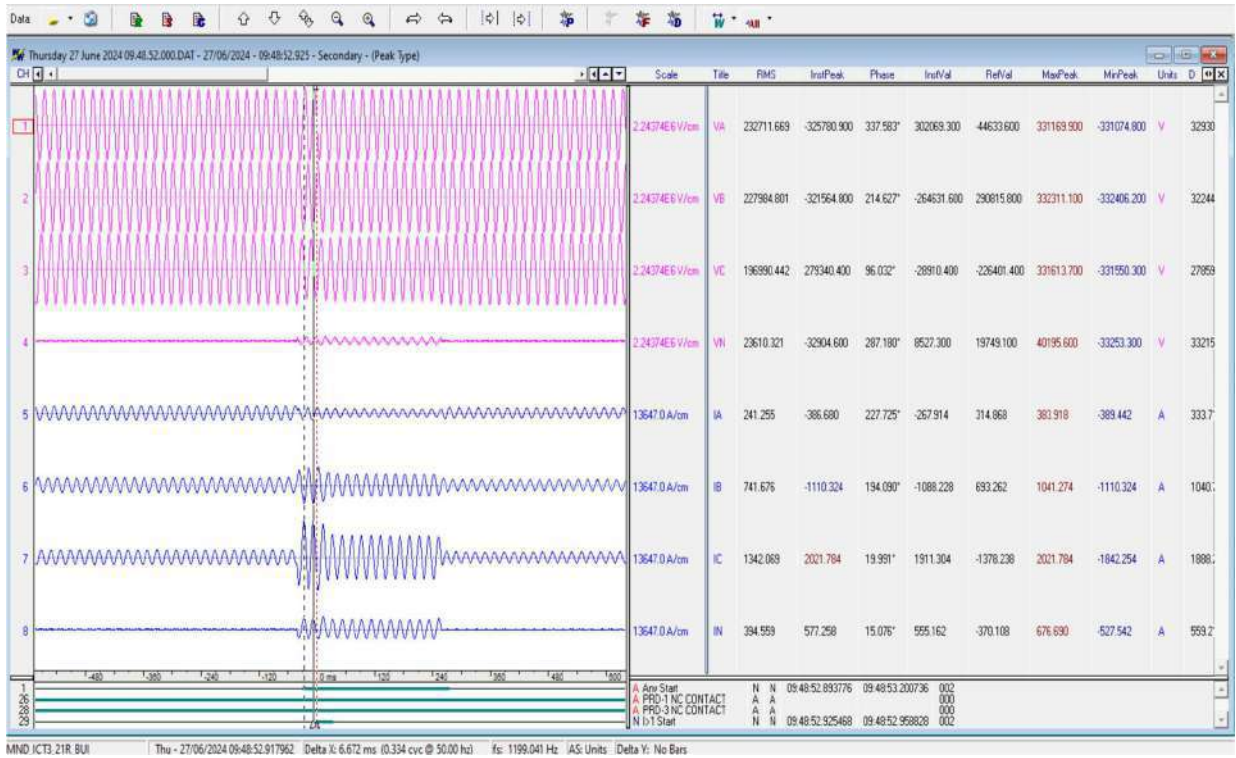 Data:
Thursday 27 June 2024 09.48.52.000.DAT - 27/06/2024 - 09:48:52.925 - Secondary - (Peak Type)
CH Scale Title RMS InstPeak Phase InstVal RefVal MaxPeak MinPeak Units D
1 2.24374E6 V/cm VA 232711.669 -325780.900 337.583° 302069.300 -44633.600 331169.900 -331074.800 V 32930
2 2.24374E6 V/cm VB 227984.801 -321564.800 214.627° -264631.600 290815.800 332311.100 -332406.200 V 32244
3 2.24374E6 V/cm VC 196990.442 279340.400 96.032° -28910.400 -226401.400 331613.700 -331550.300 V 27859
4 2.24374E6 V/cm VN 23610.321 -32904.600 287.180° 8527.300 19749.100 40195.600 -33253.300 V 33215
5 13647.0 A/cm IA 241.255 -386.680 227.725° -267.914 314.868 383.918 -389.442 A 333.7
6 13647.0 A/cm IB 741.676 -1110.324 194.090° -1088.228 693.262 1041.274 -1110.324 A 1040.
7 13647.0 A/cm IC 1342.069 2021.784 19.991° 1911.304 -1378.238 2021.784 -1842.254 A 1888.
8 13647.0 A/cm IN 394.559 577.258 15.076° 555.162 -370.108 676.690 -527.542 A 559.2
-480 -360 -240 -120 0 ms 120 240 360 480 600
1 A Any Start N N 09:48:52.893776 09:48:53.200736 002
26 A PRD-1 NC CONTACT A A 000
28 A PRD-3 NC CONTACT A A 000
29 N I>1 Start N N 09:48:52.925468 09:48:52.958828 002
MND_ICT3_21R_BUI Thu - 27/06/2024 09:48:52.917962 Delta X: 6.672 ms (0.334 cyc @ 50.00 hz) fs: 1199.041 Hz AS: Units Delta Y: No Bars